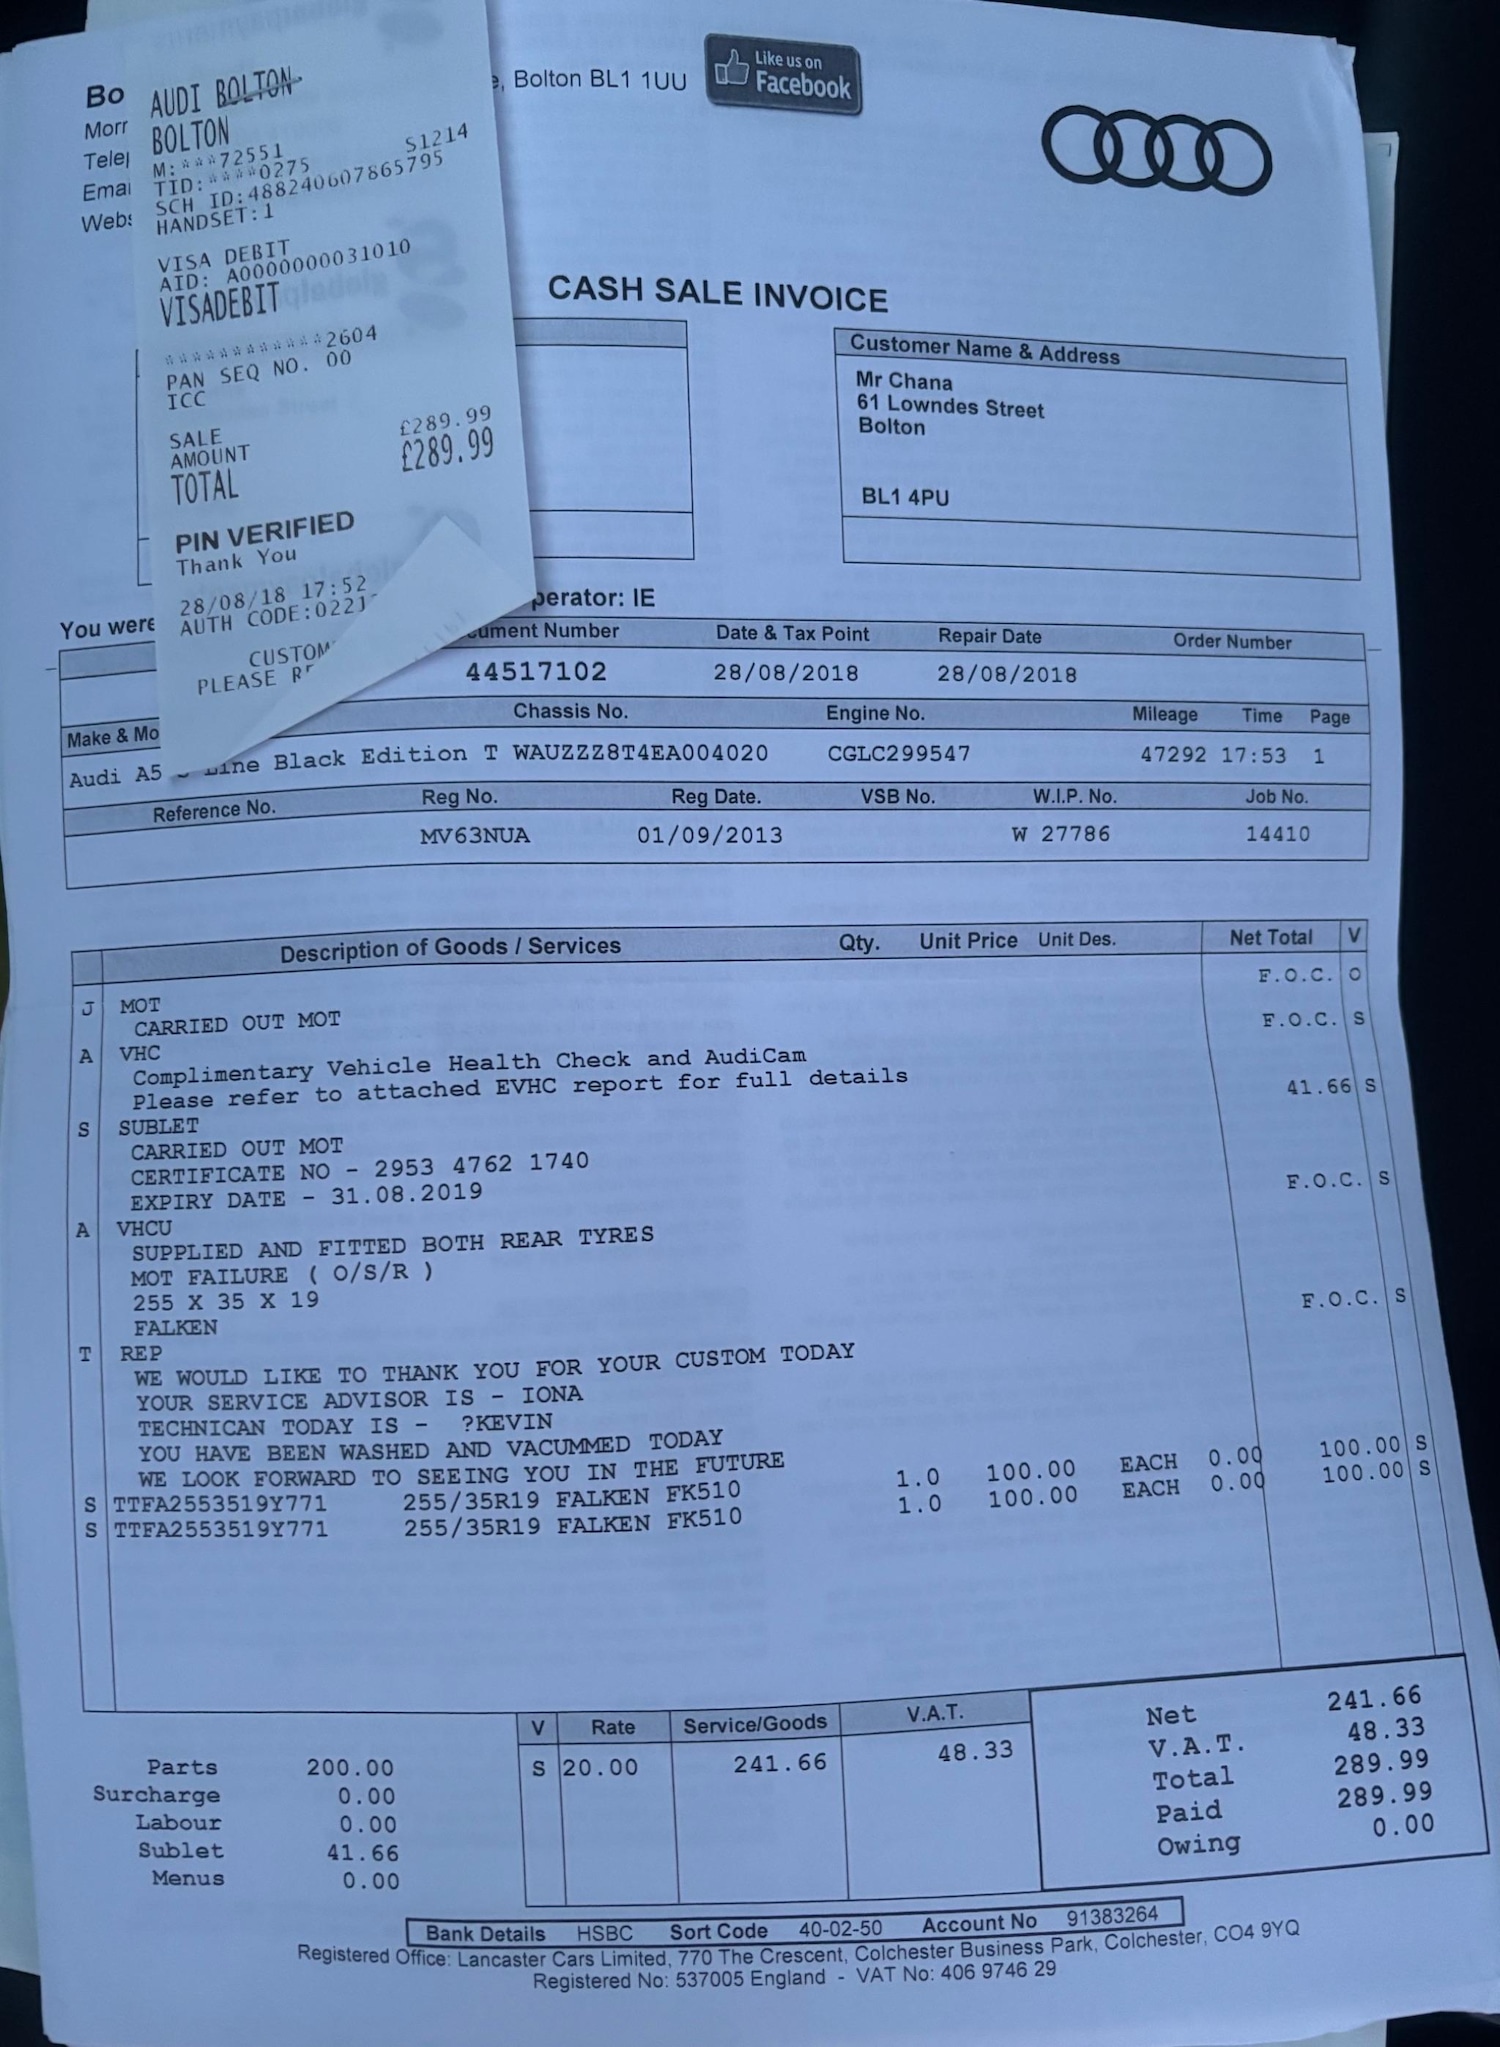 Bo
, Bolton BL1 1UU
Like us on
Facebook
Morr
Tele
Emai
Webs
AUDI BOLTON
BOLTON
M:***72551 S1214
TID:****0275
SCH ID:488240607865795
HANDSET:1
VISA DEBIT
AID: A0000000031010
VISADEBIT
************2604
PAN SEQ NO. 00
ICC
SALE
AMOUNT £289.99
TOTAL £289.99
PIN VERIFIED
Thank You
28/08/18 17:52
AUTH CODE:0221
CUSTOM
PLEASE R
CASH SALE INVOICE
Customer Name & Address
Mr Chana
61 Lowndes Street
Bolton
BL1 4PU
You were perator: IE
cument Number Date & Tax Point Repair Date Order Number
44517102 28/08/2018 28/08/2018
Make & Mo Chassis No. Engine No. Mileage Time Page
Audi A5 Line Black Edition T WAUZZZ8T4EA004020 CGLC299547 47292 17:53 1
Reference No. Reg No. Reg Date. VSB No. W.I.P. No. Job No.
MV63NUA 01/09/2013 W 27786 14410
Description of Goods / Services Qty. Unit Price Unit Des. Net Total V
J MOT F.O.C. O
CARRIED OUT MOT
A VHC F.O.C. S
Complimentary Vehicle Health Check and AudiCam
Please refer to attached EVHC report for full details
S SUBLET 41.66 S
CARRIED OUT MOT
CERTIFICATE NO - 2953 4762 1740
EXPIRY DATE - 31.08.2019
A VHCU F.O.C. S
SUPPLIED AND FITTED BOTH REAR TYRES
MOT FAILURE ( O/S/R )
255 X 35 X 19
FALKEN
T REP F.O.C. S
WE WOULD LIKE TO THANK YOU FOR YOUR CUSTOM TODAY
YOUR SERVICE ADVISOR IS - IONA
TECHNICAN TODAY IS - ?KEVIN
YOU HAVE BEEN WASHED AND VACUMMED TODAY
WE LOOK FORWARD TO SEEING YOU IN THE FUTURE
S TTFA2553519Y771 255/35R19 FALKEN FK510 1.0 100.00 EACH 0.00 100.00 S
S TTFA2553519Y771 255/35R19 FALKEN FK510 1.0 100.00 EACH 0.00 100.00 S
Parts 200.00
Surcharge 0.00
Labour 0.00
Sublet 41.66
Menus 0.00
V Rate Service/Goods V.A.T.
S 20.00 241.66 48.33
Net 241.66
V.A.T. 48.33
Total 289.99
Paid 289.99
Owing 0.00
Bank Details HSBC Sort Code 40-02-50 Account No 91383264
Registered Office: Lancaster Cars Limited, 770 The Crescent, Colchester Business Park, Colchester, CO4 9YQ
Registered No: 537005 England - VAT No: 406 9746 29